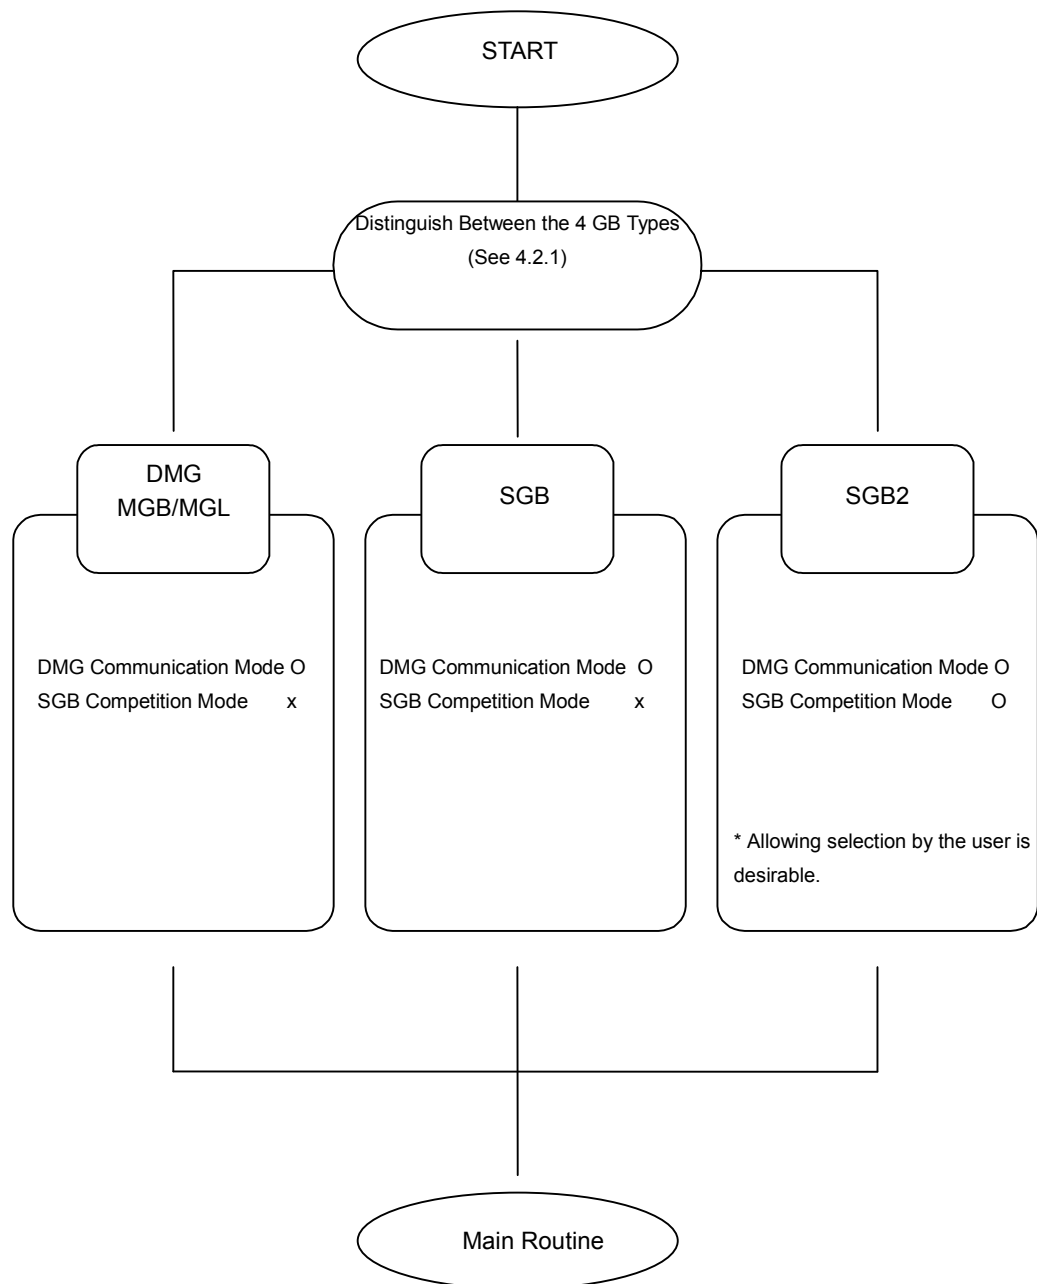 START
Distinguish Between the 4 GB Types
(See 4.2.1)
DMG
MGB/MGL
DMG Communication Mode O
SGB Competition Mode x
SGB
DMG Communication Mode O
SGB Competition Mode x
SGB2
DMG Communication Mode O
SGB Competition Mode O
* Allowing selection by the user is
desirable.
Main Routine